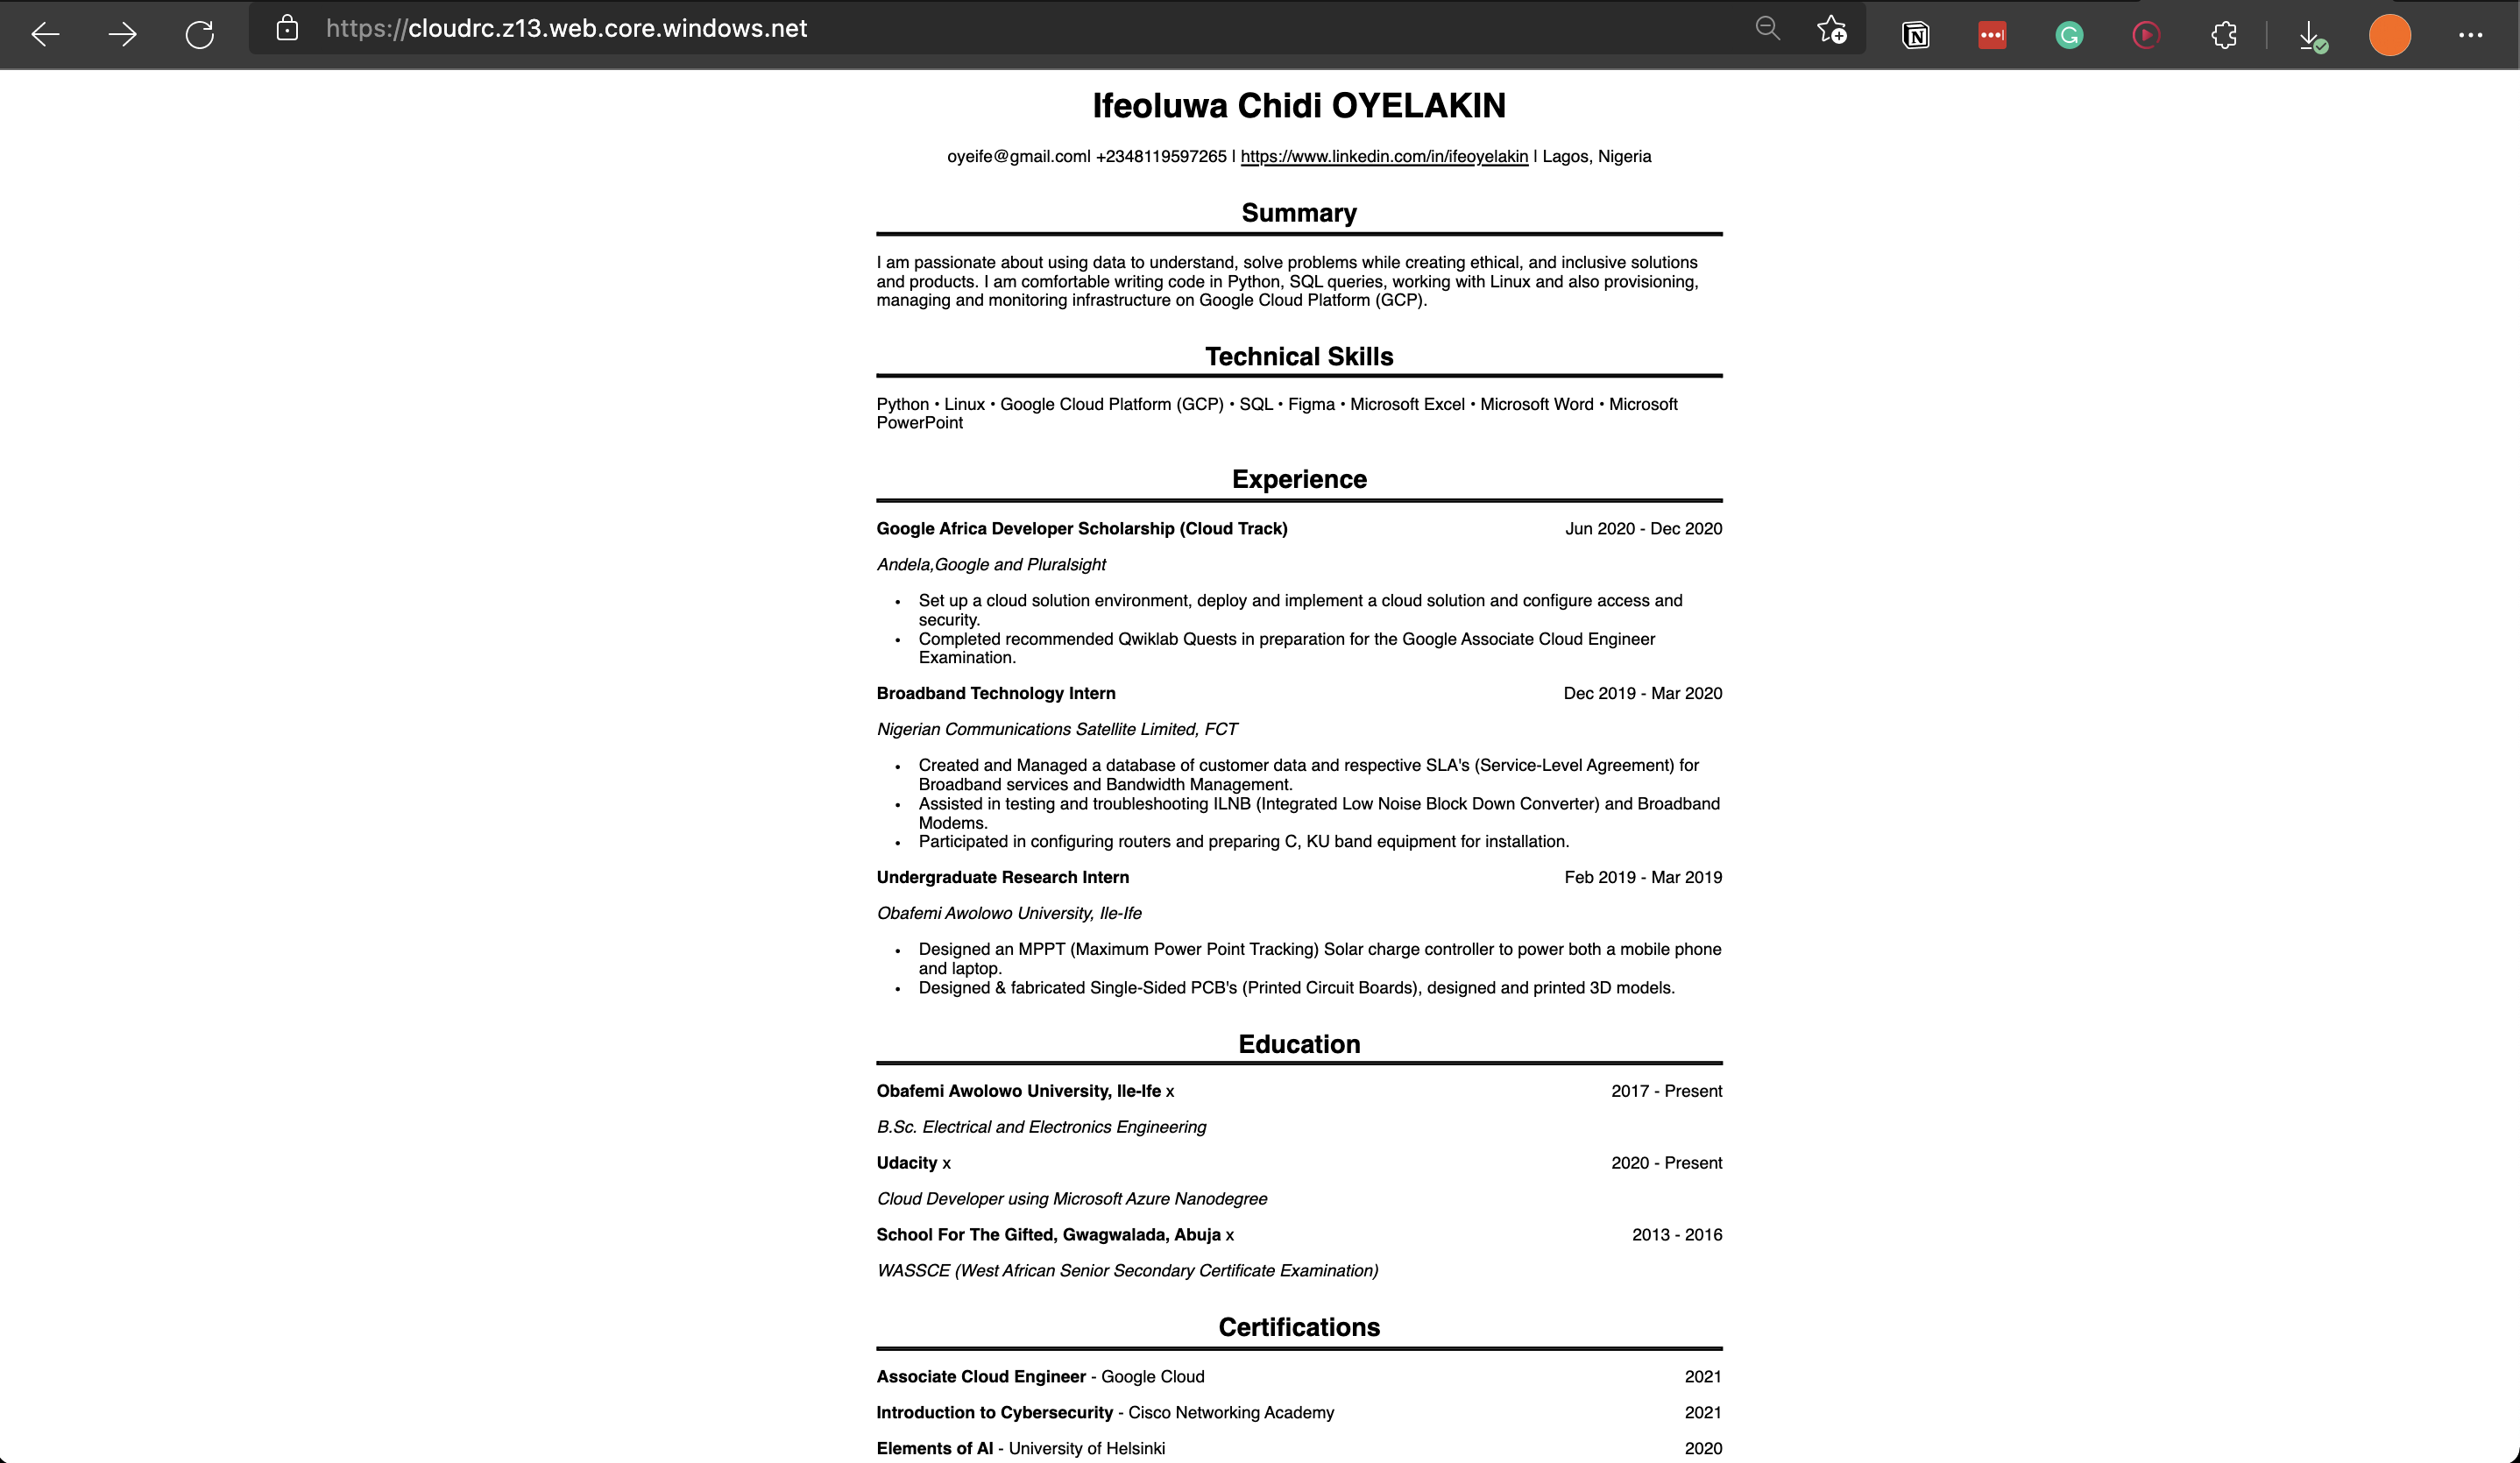 https://cloudrc.z13.web.core.windows.net
Ifeoluwa Chidi OYELAKIN
oyeife@gmail.com| +2348119597265 | https://www.linkedin.com/in/ifeoyelakin | Lagos, Nigeria
Summary
I am passionate about using data to understand, solve problems while creating ethical, and inclusive solutions
and products. I am comfortable writing code in Python, SQL queries, working with Linux and also provisioning,
managing and monitoring infrastructure on Google Cloud Platform (GCP).
Technical Skills
Python • Linux • Google Cloud Platform (GCP) • SQL • Figma • Microsoft Excel • Microsoft Word • Microsoft
PowerPoint
Experience
Google Africa Developer Scholarship (Cloud Track) Jun 2020 - Dec 2020
Andela,Google and Pluralsight
• Set up a cloud solution environment, deploy and implement a cloud solution and configure access and
security.
• Completed recommended Qwiklab Quests in preparation for the Google Associate Cloud Engineer
Examination.
Broadband Technology Intern Dec 2019 - Mar 2020
Nigerian Communications Satellite Limited, FCT
• Created and Managed a database of customer data and respective SLA's (Service-Level Agreement) for
Broadband services and Bandwidth Management.
• Assisted in testing and troubleshooting ILNB (Integrated Low Noise Block Down Converter) and Broadband
Modems.
• Participated in configuring routers and preparing C, KU band equipment for installation.
Undergraduate Research Intern Feb 2019 - Mar 2019
Obafemi Awolowo University, Ile-Ife
• Designed an MPPT (Maximum Power Point Tracking) Solar charge controller to power both a mobile phone
and laptop.
• Designed & fabricated Single-Sided PCB's (Printed Circuit Boards), designed and printed 3D models.
Education
Obafemi Awolowo University, Ile-Ife x 2017 - Present
B.Sc. Electrical and Electronics Engineering
Udacity x 2020 - Present
Cloud Developer using Microsoft Azure Nanodegree
School For The Gifted, Gwagwalada, Abuja x 2013 - 2016
WASSCE (West African Senior Secondary Certificate Examination)
Certifications
Associate Cloud Engineer - Google Cloud 2021
Introduction to Cybersecurity - Cisco Networking Academy 2021
Elements of AI - University of Helsinki 2020